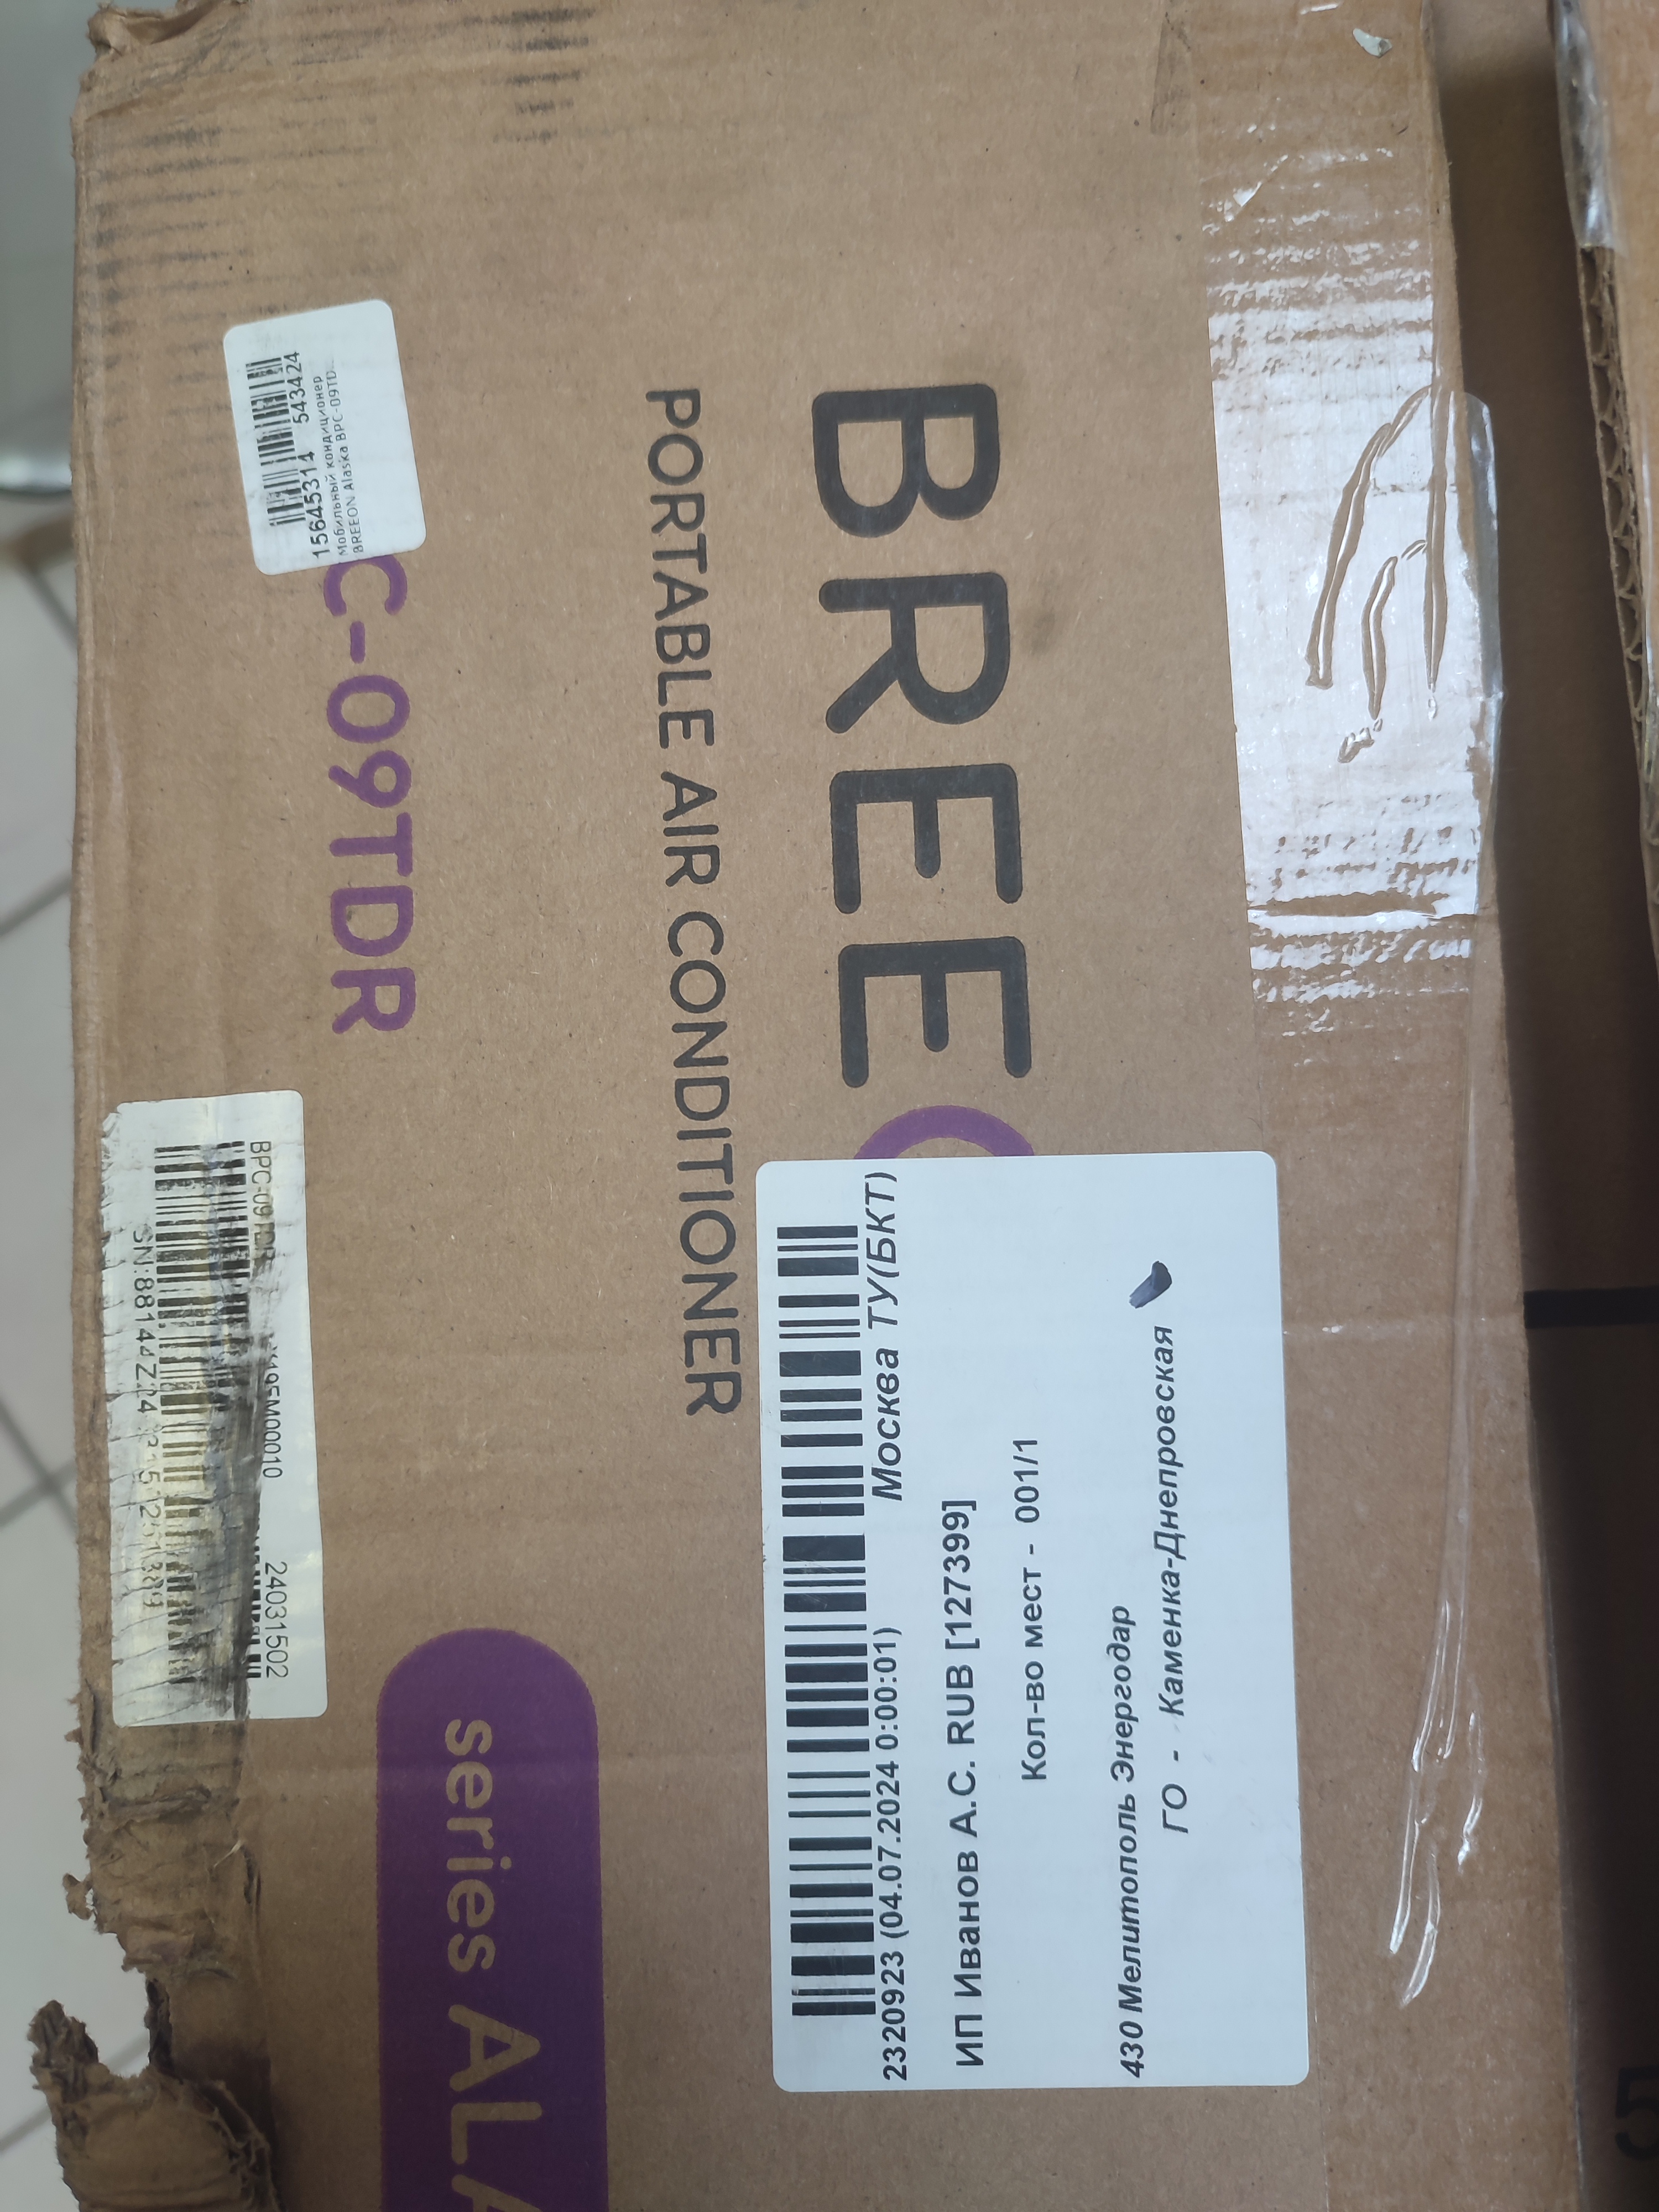 BREE
PORTABLE AIR CONDITIONER
C-09TDR
series ALA
15645314 543424
Мобильный кондиционер
BREEON Alaska BPC-09TD...
BPC-09TDR
24031502
Москва ТУ(БКТ)
2320923 (04.07.2024 0:00:01)
ИП Иванов А.С. RUB [127399]
Кол-во мест - 001/1
430 Мелитополь Энергодар
ГО - Каменка-Днепровская